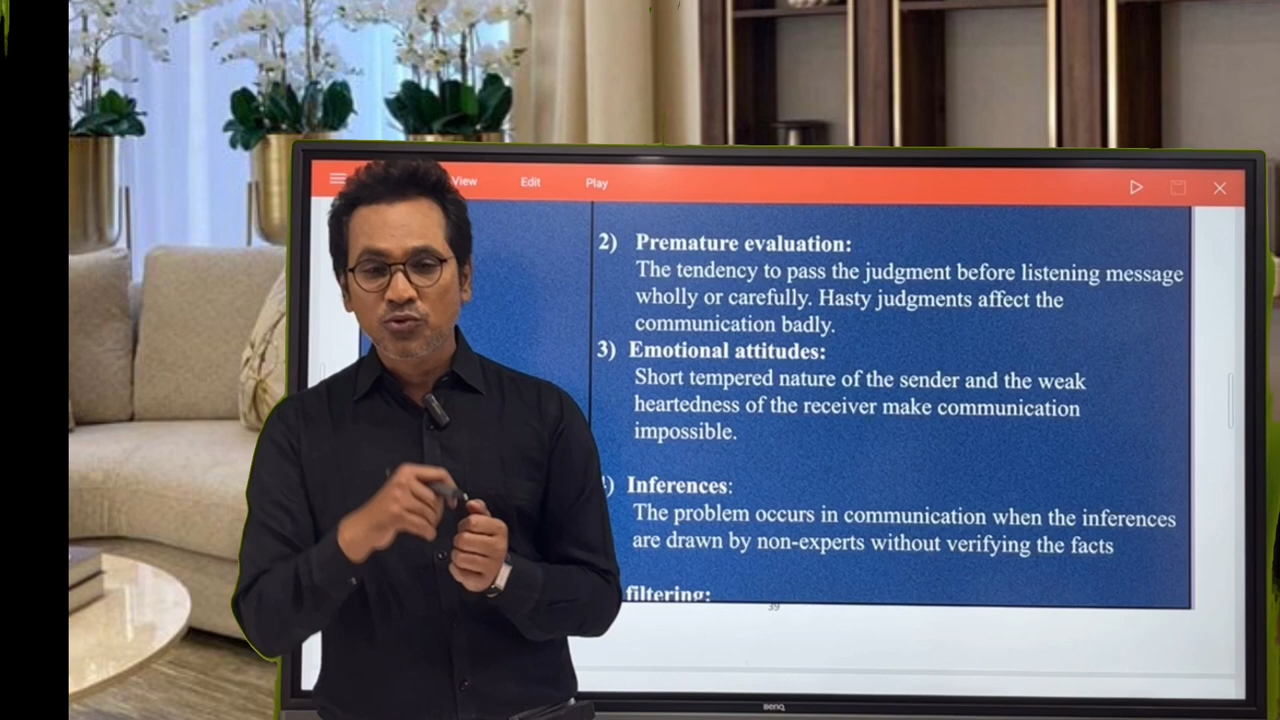 View Edit Play
2) Premature evaluation:
The tendency to pass the judgment before listening message
wholly or carefully. Hasty judgments affect the
communication badly.
3) Emotional attitudes:
Short tempered nature of the sender and the weak
heartedness of the receiver make communication
impossible.
) Inferences:
The problem occurs in communication when the inferences
are drawn by non-experts without verifying the facts
filtering:
39
BenQ